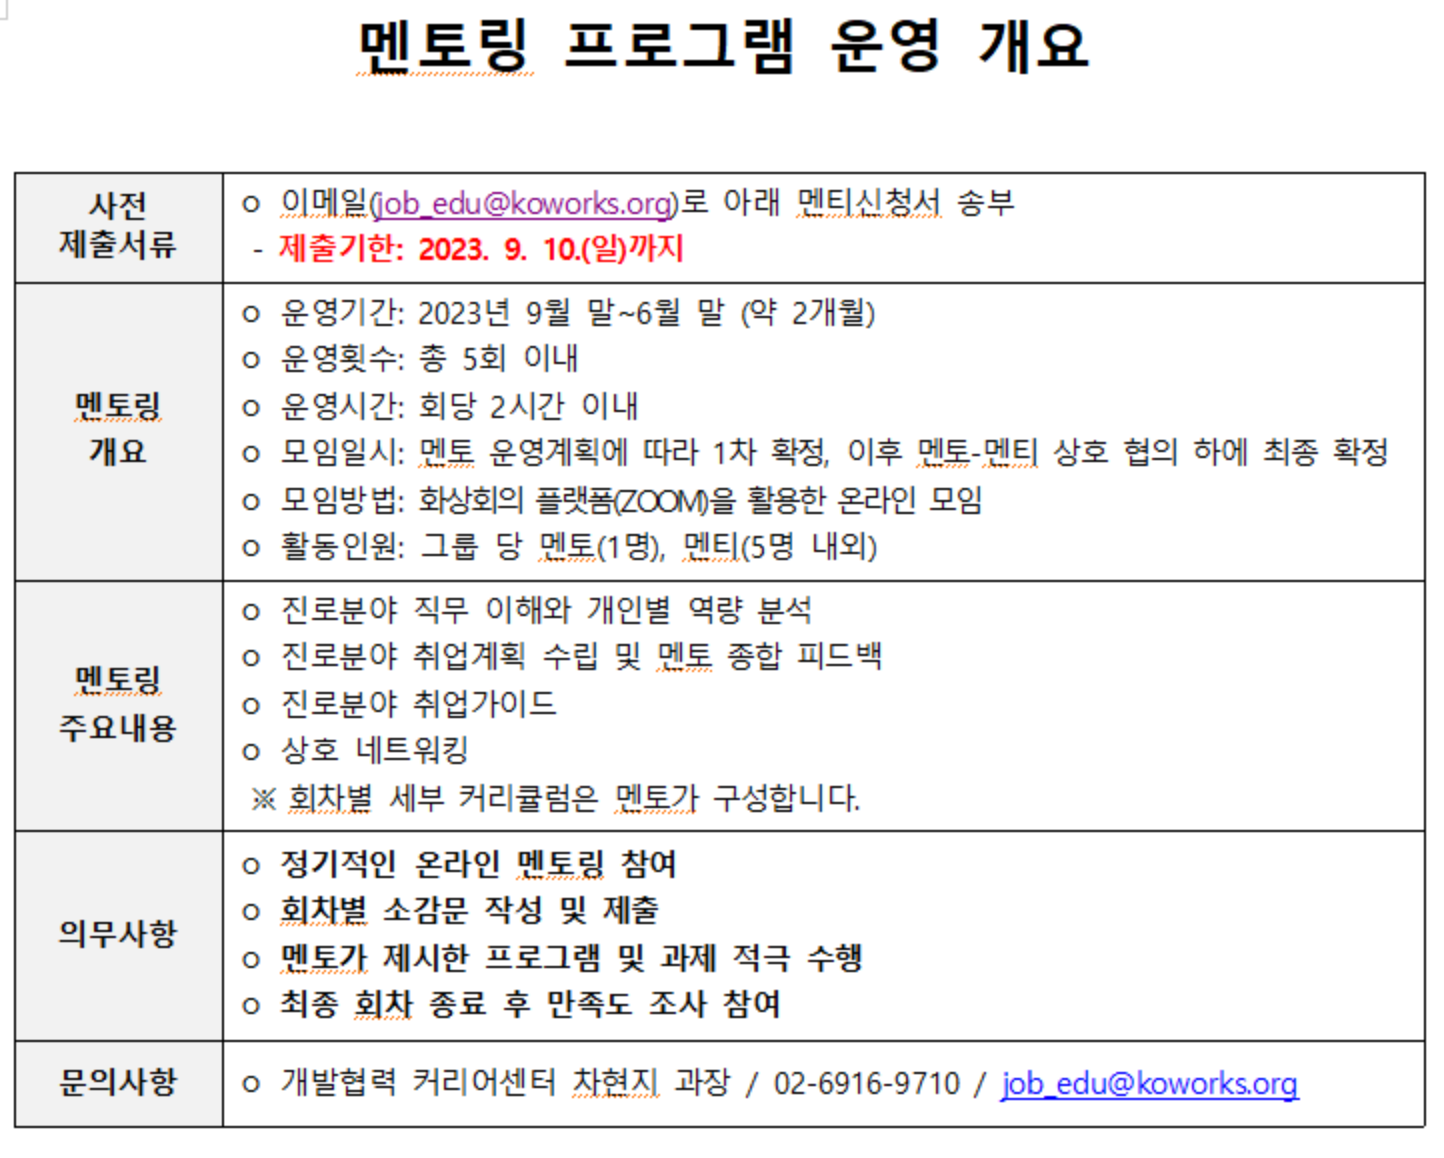 멘토링 프로그램 운영 개요
사전
제출서류
o 이메일(job_edu@koworks.org)로 아래 멘티신청서 송부
- 제출기한: 2023. 9. 10.(일)까지
멘토링
개요
o 운영기간: 2023년 9월 말~6월 말 (약 2개월)
o 운영횟수: 총 5회 이내
o 운영시간: 회당 2시간 이내
o 모임일시: 멘토 운영계획에 따라 1차 확정, 이후 멘토-멘티 상호 협의 하에 최종 확정
o 모임방법: 화상회의 플랫폼(ZOOM)을 활용한 온라인 모임
o 활동인원: 그룹 당 멘토(1명), 멘티(5명 내외)
멘토링
주요내용
o 진로분야 직무 이해와 개인별 역량 분석
o 진로분야 취업계획 수립 및 멘토 종합 피드백
o 진로분야 취업가이드
o 상호 네트워킹
※ 회차별 세부 커리큘럼은 멘토가 구성합니다.
의무사항
o 정기적인 온라인 멘토링 참여
o 회차별 소감문 작성 및 제출
o 멘토가 제시한 프로그램 및 과제 적극 수행
o 최종 회차 종료 후 만족도 조사 참여
문의사항
o 개발협력 커리어센터 차현지 과장 / 02-6916-9710 / job_edu@koworks.org